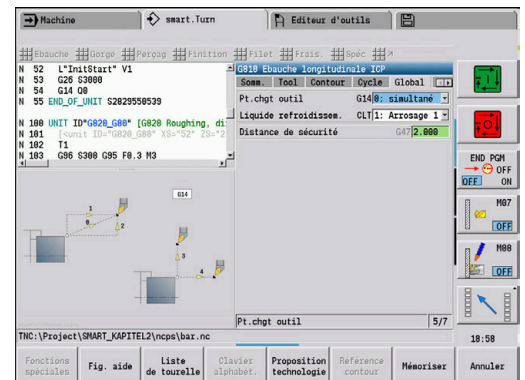 Machine
smart.Turn
Editeur d'outils
Ebauche Gorge Perçag Finition Filet Frais. Spéc
N 52 L"InitStart" V1
N 53 G26 S3000
N 54 G14 Q0
N 55 END_OF_UNIT S2829550539
N 100 UNIT ID"G820_G80" [G820 Roughing, di
N 101 [<unit ID="G820_G80" XS="52" ZS="2
N 102 T1
N 103 G96 S300 G95 F0.3 M3
G810 Ebauche longitudinale ICP
Somm. Tool Contour Cycle Global
Pt.chgt outil G14 0: simultané
Liquide refroidissem. CLT 1: Arrosage 1
Distance de sécurité G47 2.000
G14
1
0
2
3
4
Pt.chgt outil 5/7
TNC:\Project\SMART_KAPITEL2\ncps\bar.nc
END PGM
OFF
OFF ON
M07
OFF
M08
OFF
18:58
Fonctions spéciales
Fig. aide
Liste de tourelle
Clavier alphabét.
Proposition technologie
Référence contour
Mémoriser
Annuler